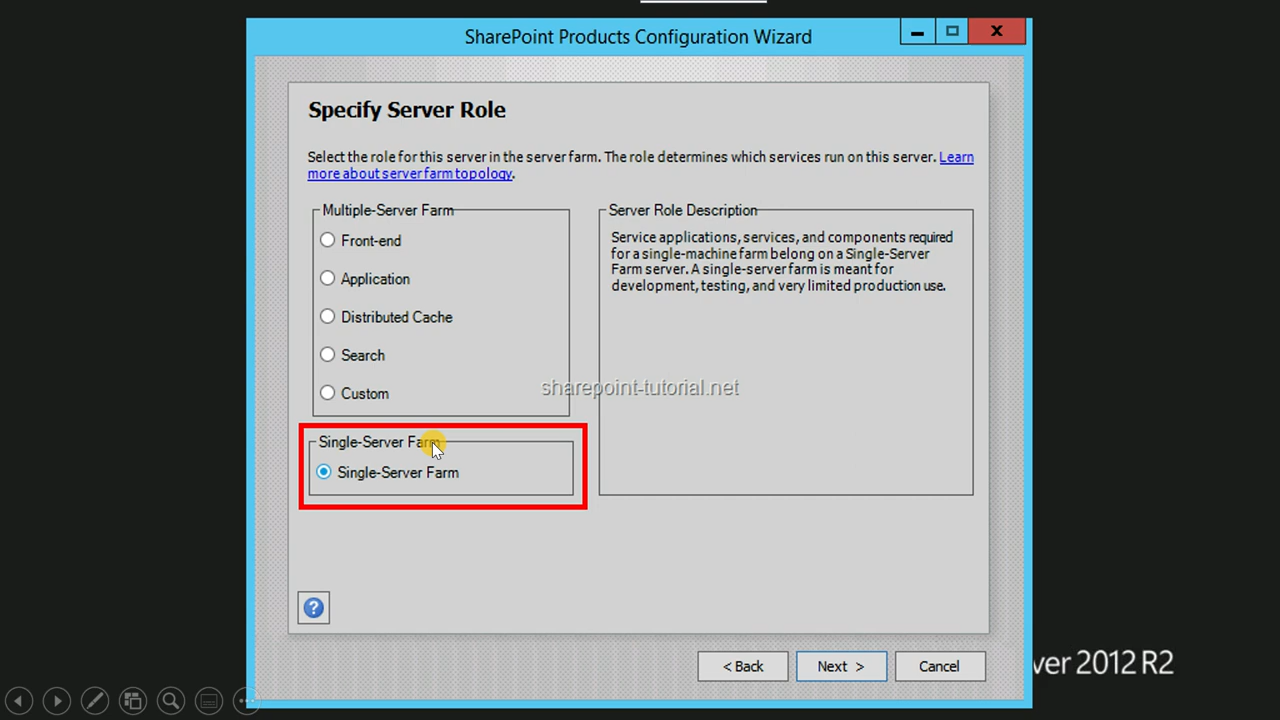 SharePoint Products Configuration Wizard
Specify Server Role
Select the role for this server in the server farm. The role determines which services run on this server. Learn
more about server farm topology.
Multiple-Server Farm
Front-end
Application
Distributed Cache
Search
Custom
Single-Server Farm
Single-Server Farm
Server Role Description
Service applications, services, and components required
for a single-machine farm belong on a Single-Server
Farm server. A single-server farm is meant for
development, testing, and very limited production use.
sharepoint-tutorial.net
?
< Back
Next >
Cancel
ver 2012 R2